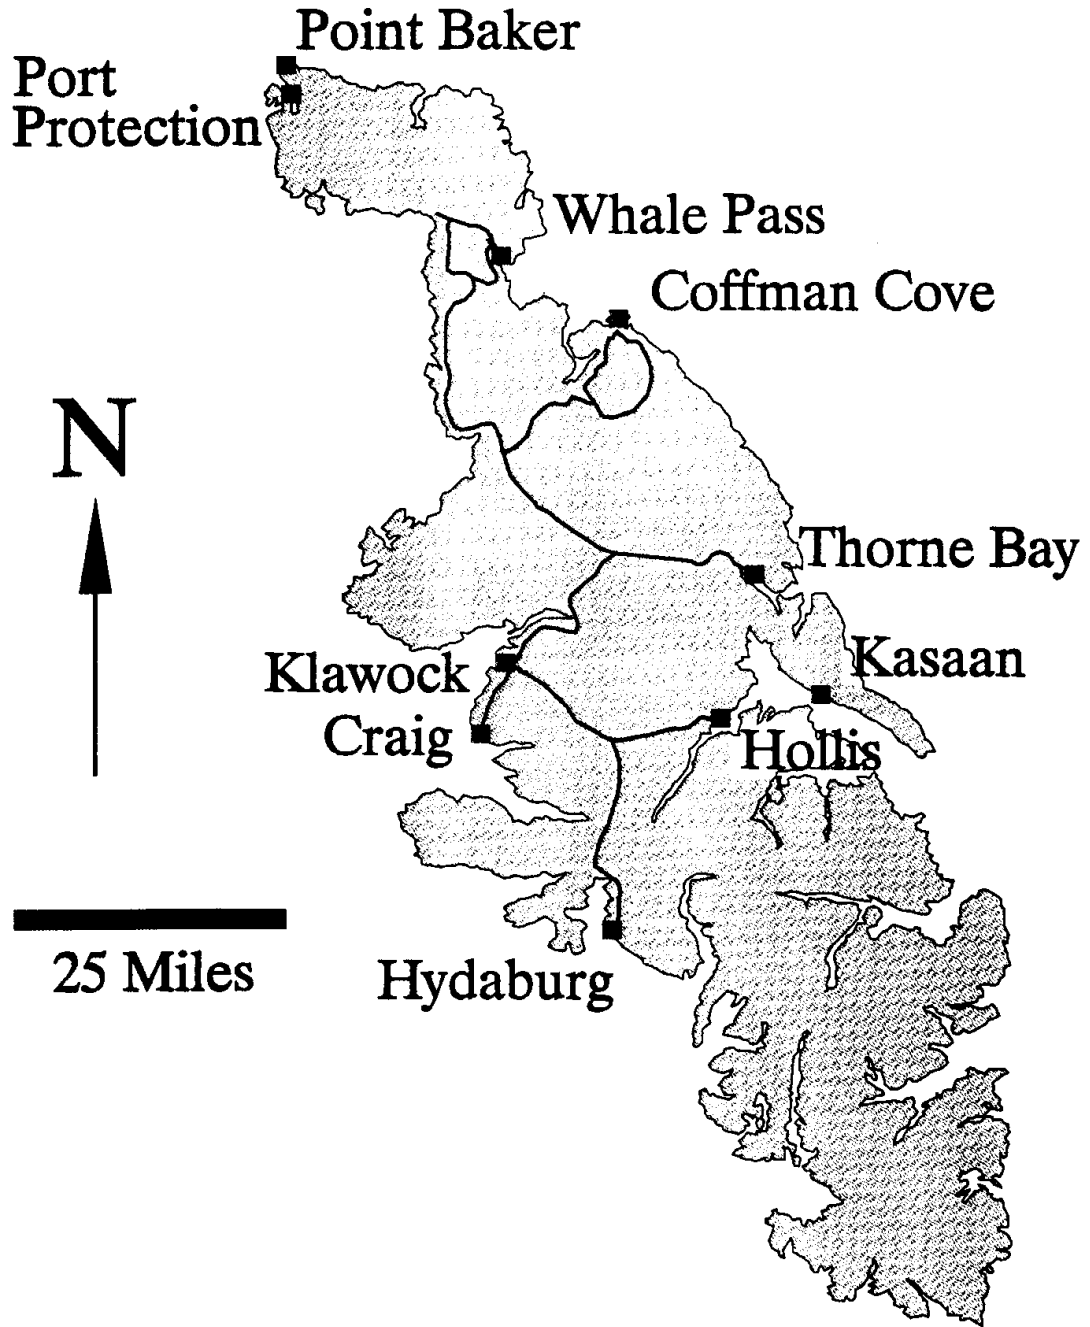 Point Baker
Port
Protection
Whale Pass
Coffman Cove
N
Thorne Bay
Kasaan
Klawock
Craig
Hollis
25 Miles
Hydaburg